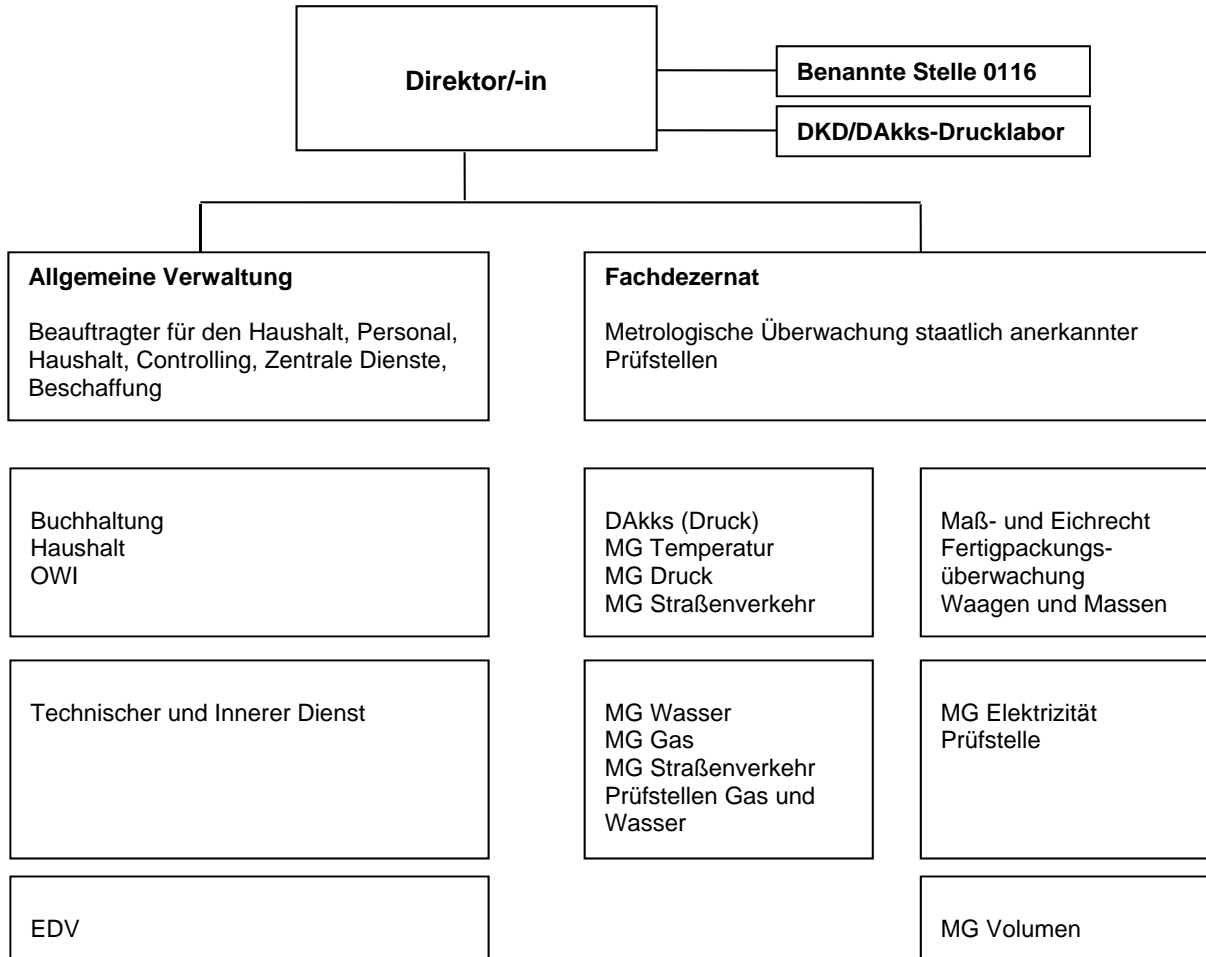 Direktor/-in
Benannte Stelle 0116
DKD/DAkks-Drucklabor
Allgemeine Verwaltung
Beauftragter für den Haushalt, Personal,
Haushalt, Controlling, Zentrale Dienste,
Beschaffung
Fachdezernat
Metrologische Überwachung staatlich anerkannter
Prüfstellen
Buchhaltung
Haushalt
OWI
DAkks (Druck)
MG Temperatur
MG Druck
MG Straßenverkehr
Maß- und Eichrecht
Fertigpackungs-
überwachung
Waagen und Massen
Technischer und Innerer Dienst
MG Wasser
MG Gas
MG Straßenverkehr
Prüfstellen Gas und
Wasser
MG Elektrizität
Prüfstelle
EDV
MG Volumen